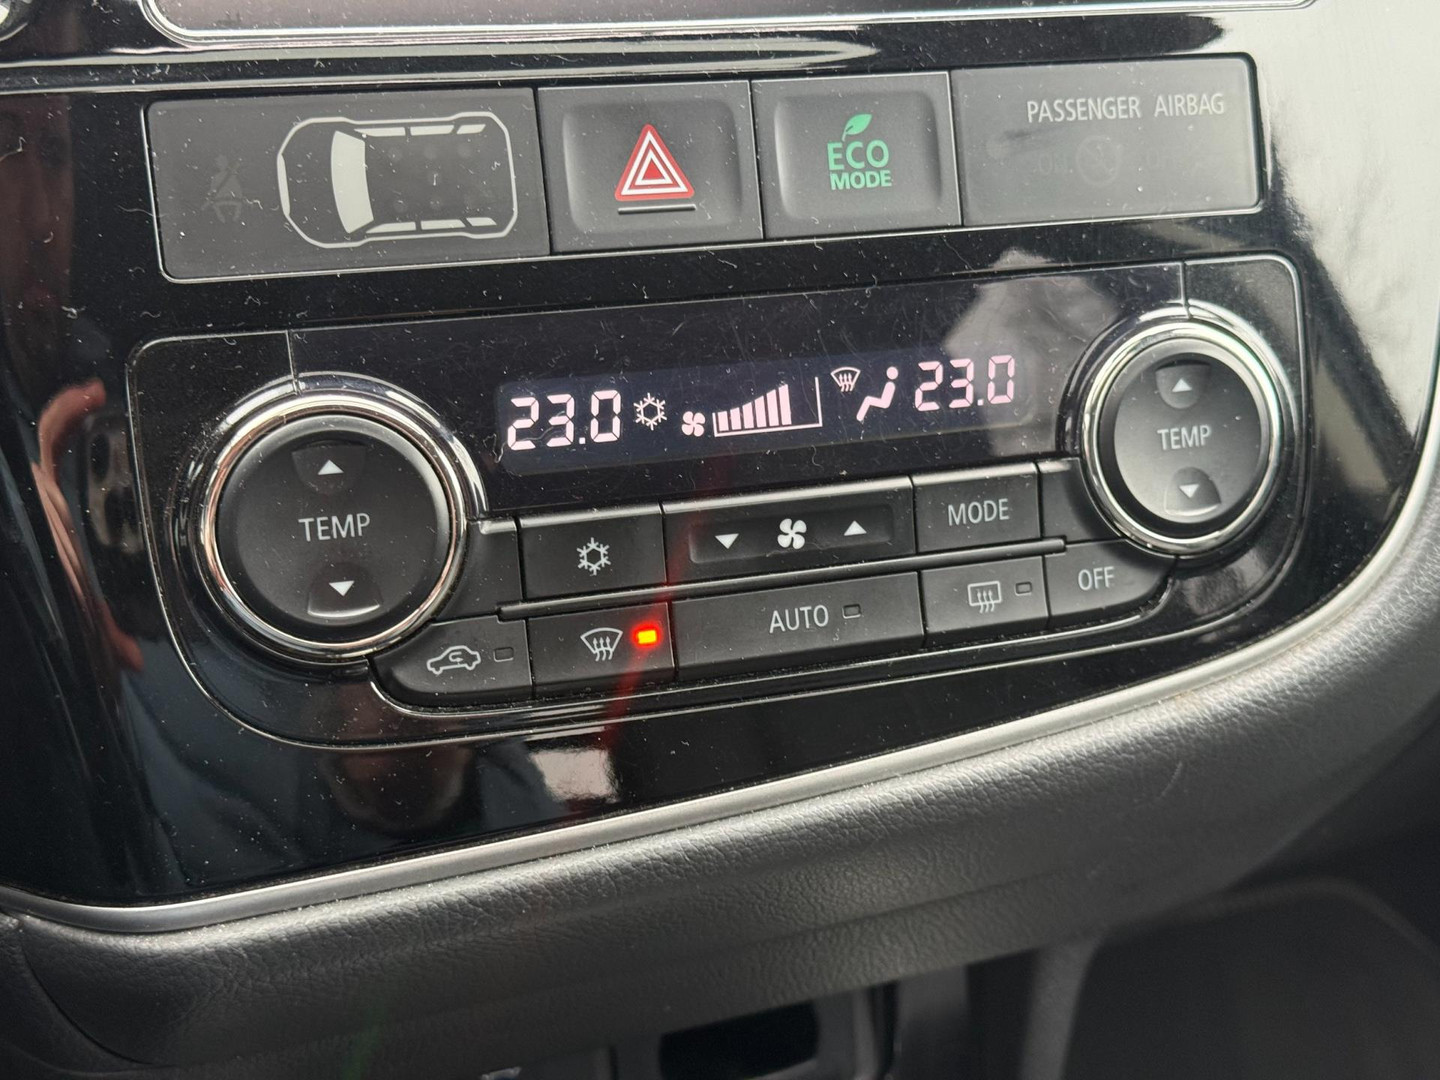 PASSENGER AIRBAG
ECO
MODE
23.0
23.0
TEMP
TEMP
MODE
AUTO
OFF